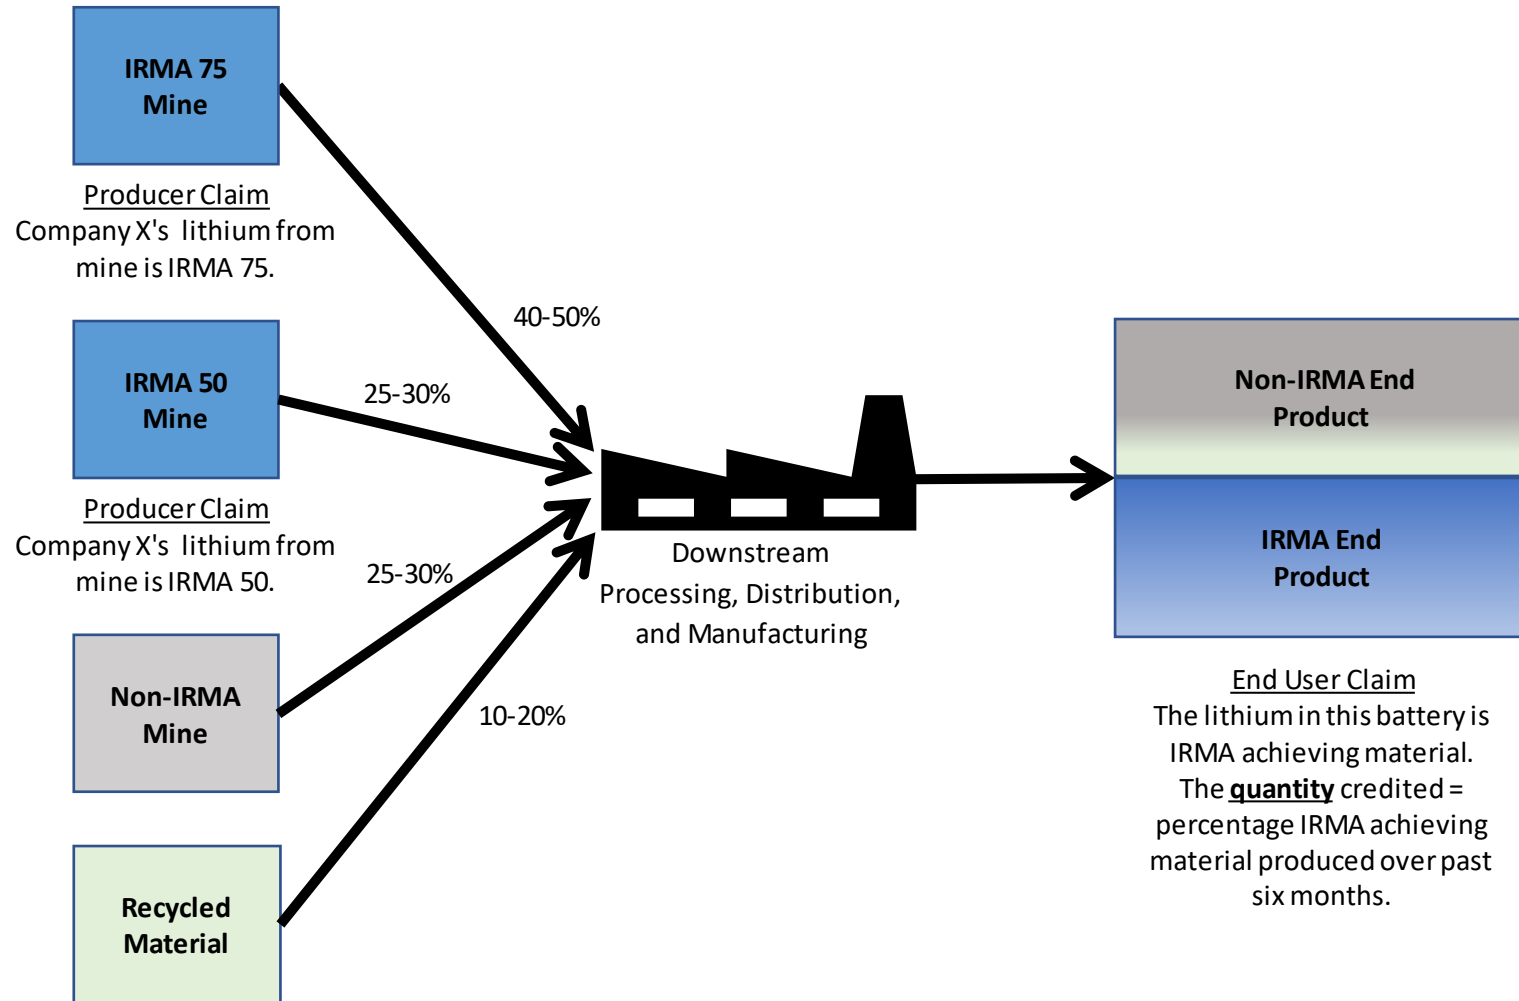 IRMA 75
Mine
Producer Claim
Company X's lithium from
mine is IRMA 75.
40-50%
IRMA 50
Mine
25-30%
Producer Claim
Company X's lithium from
mine is IRMA 50.
25-30%
Non-IRMA
Mine
10-20%
Recycled
Material
Downstream
Processing, Distribution,
and Manufacturing
Non-IRMA End
Product
IRMA End
Product
End User Claim
The lithium in this battery is
IRMA achieving material.
The quantity credited =
percentage IRMA achieving
material produced over past
six months.